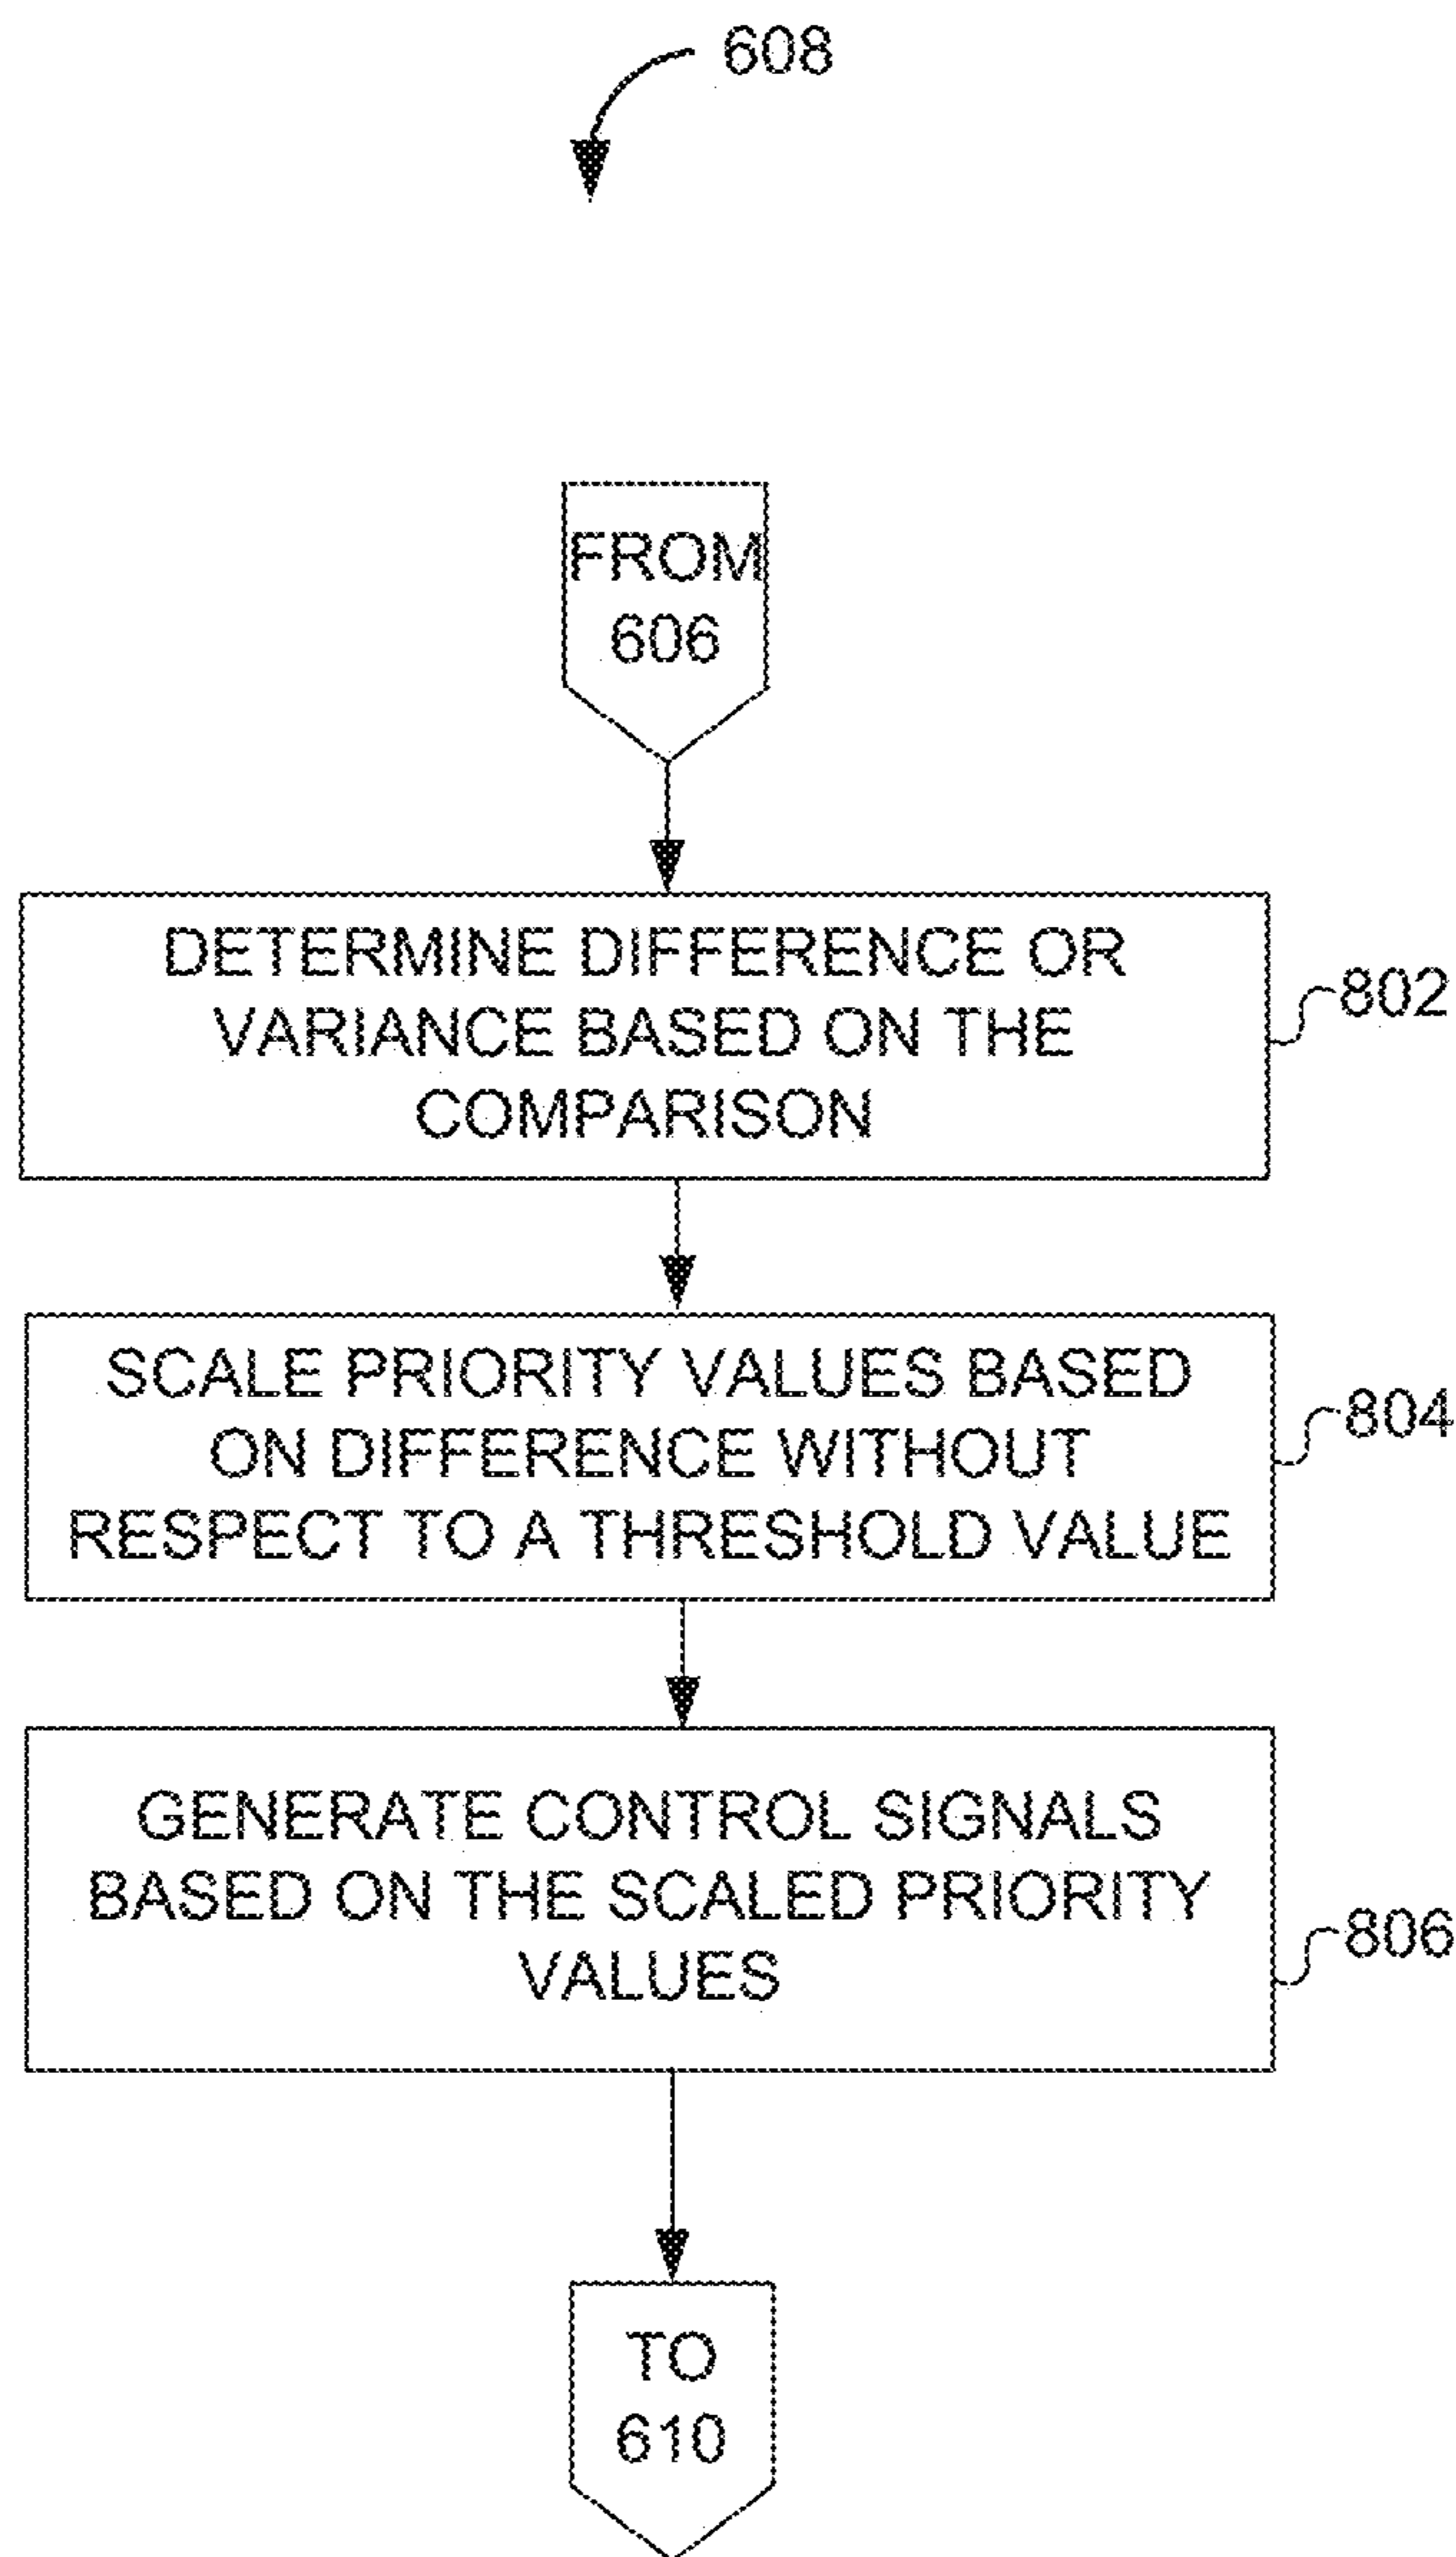 608
FROM
606
DETERMINE DIFFERENCE OR
VARIANCE BASED ON THE
COMPARISON
802
SCALE PRIORITY VALUES BASED
ON DIFFERENCE WITHOUT
RESPECT TO A THRESHOLD VALUE
804
GENERATE CONTROL SIGNALS
BASED ON THE SCALED PRIORITY
VALUES
806
TO
610